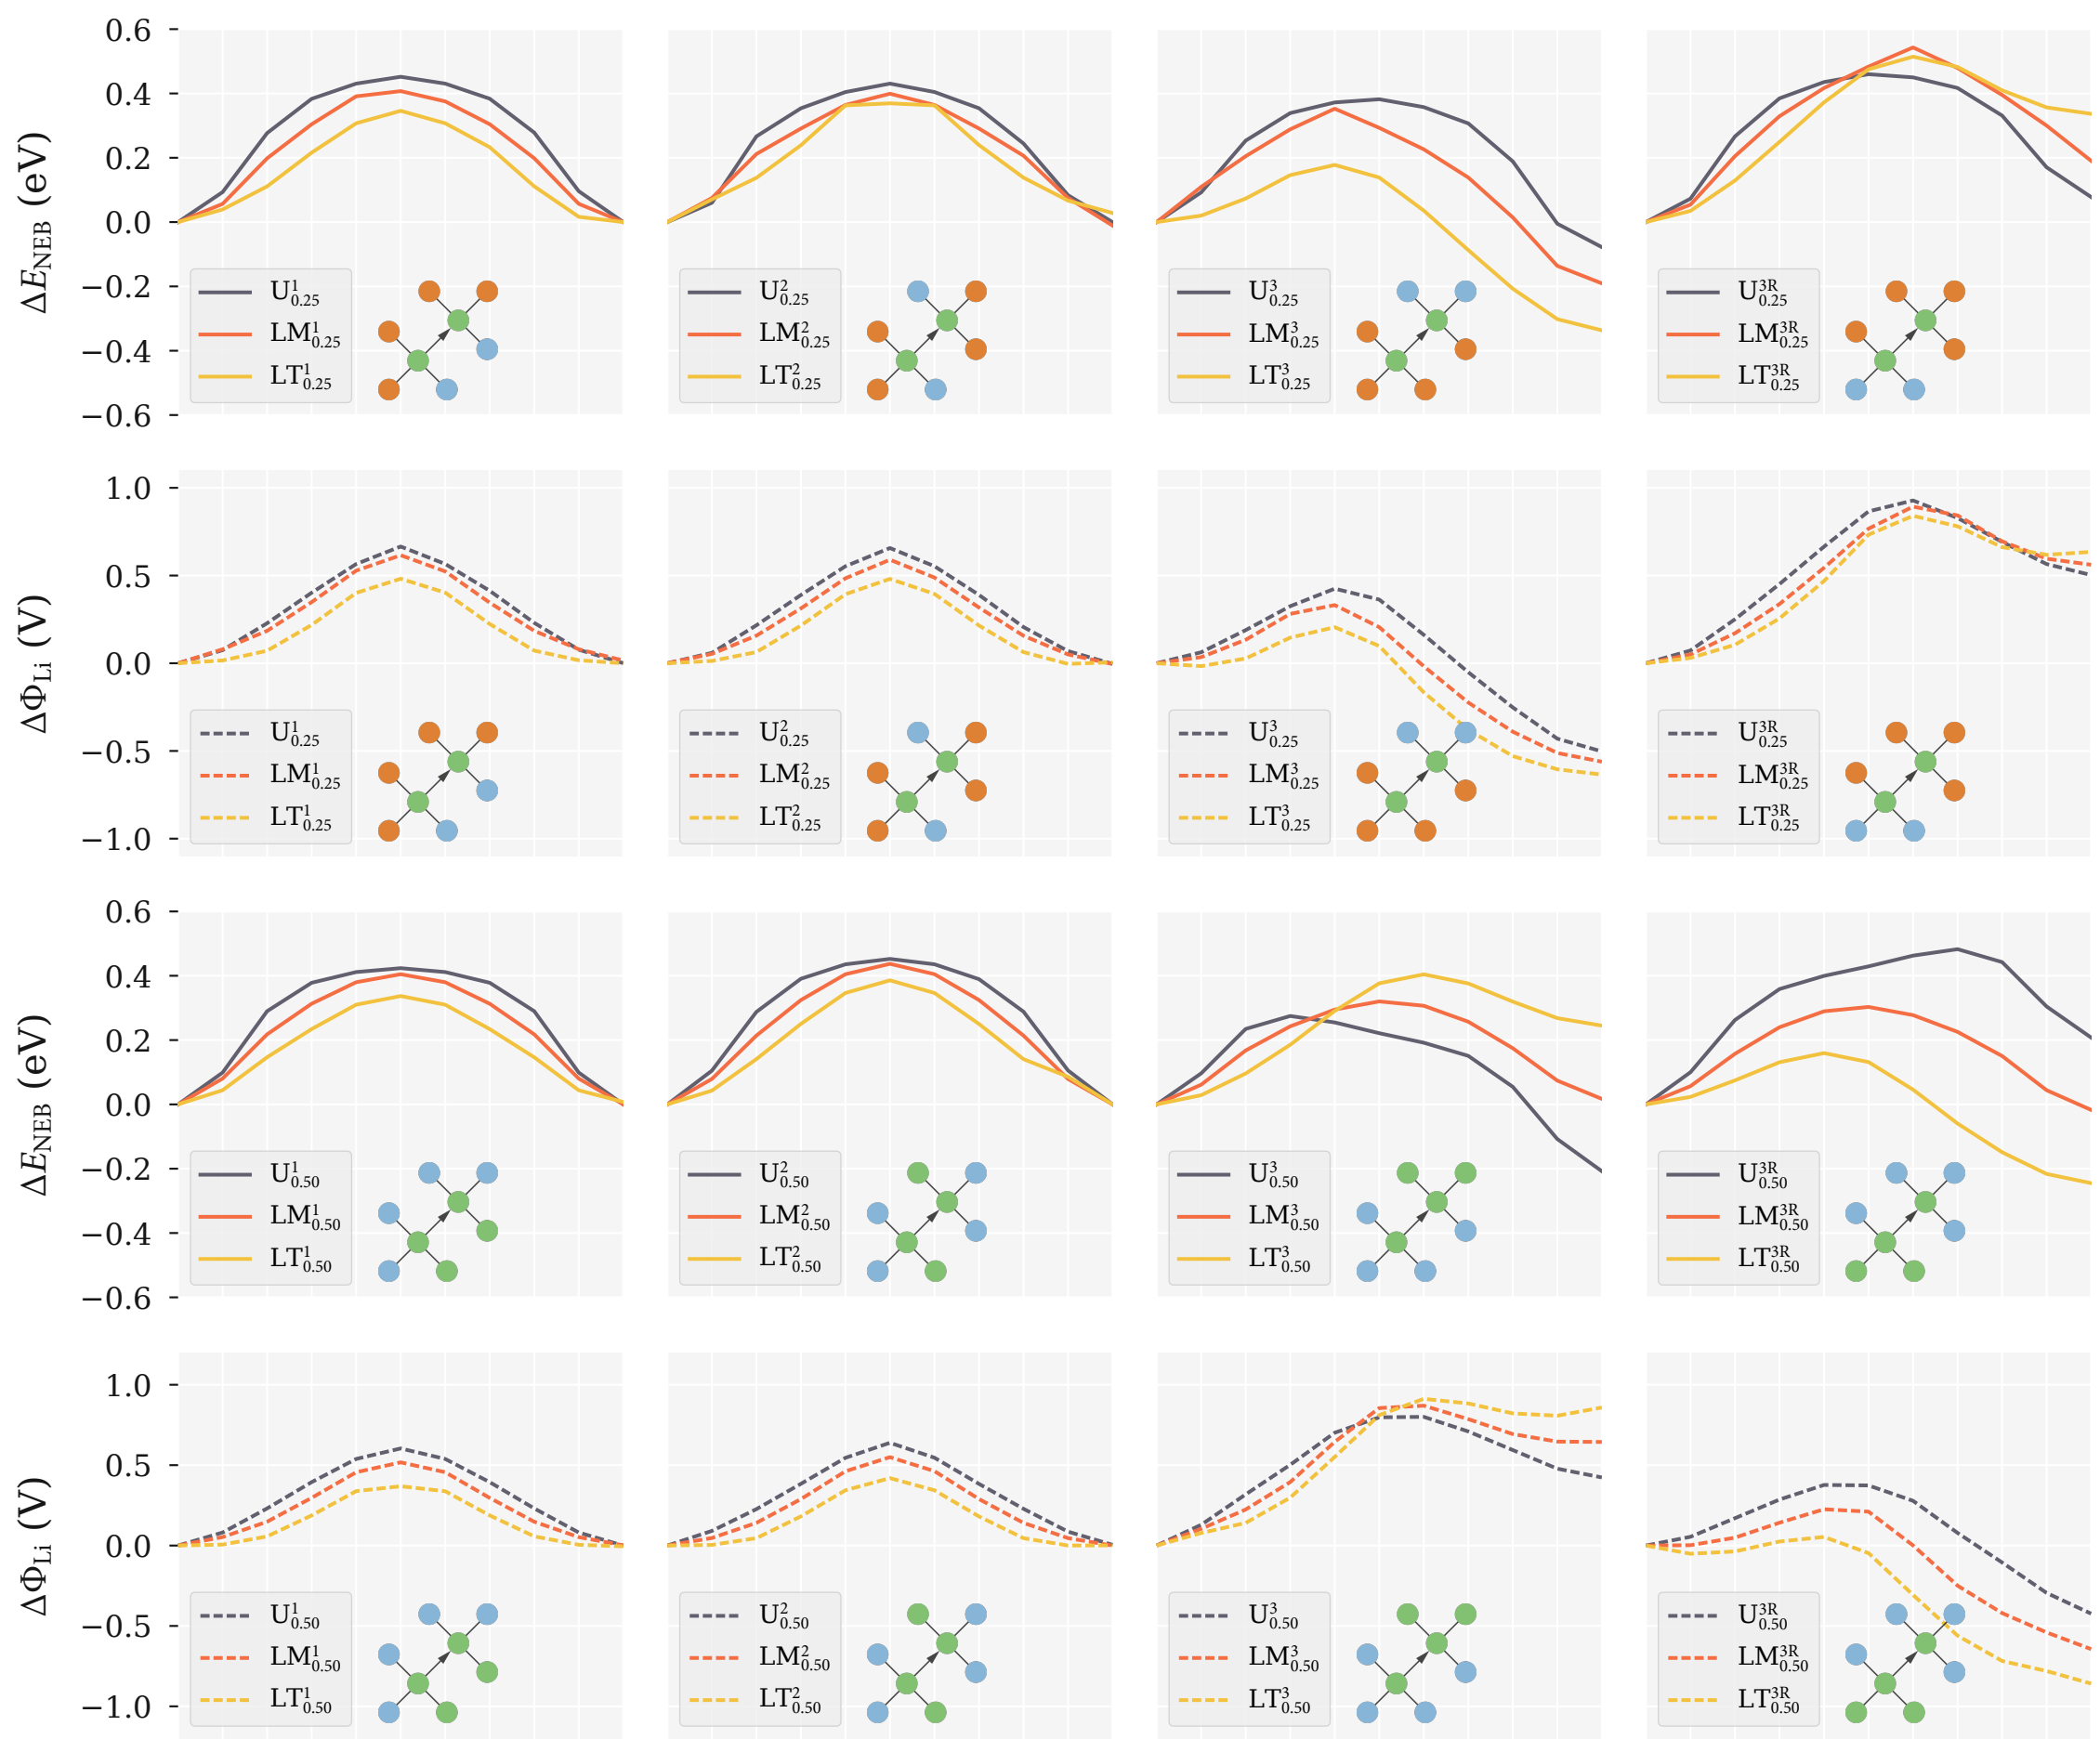 0.6
0.4
0.2
0.0
−0.2
−0.4
−0.6
ΔE_NEB (eV)
U^1_0.25
LM^1_0.25
LT^1_0.25
U^2_0.25
LM^2_0.25
LT^2_0.25
U^3_0.25
LM^3_0.25
LT^3_0.25
U^3R_0.25
LM^3R_0.25
LT^3R_0.25
1.0
0.5
0.0
−0.5
−1.0
ΔΦ_Li (V)
U^1_0.25
LM^1_0.25
LT^1_0.25
U^2_0.25
LM^2_0.25
LT^2_0.25
U^3_0.25
LM^3_0.25
LT^3_0.25
U^3R_0.25
LM^3R_0.25
LT^3R_0.25
0.6
0.4
0.2
0.0
−0.2
−0.4
−0.6
ΔE_NEB (eV)
U^1_0.50
LM^1_0.50
LT^1_0.50
U^2_0.50
LM^2_0.50
LT^2_0.50
U^3_0.50
LM^3_0.50
LT^3_0.50
U^3R_0.50
LM^3R_0.50
LT^3R_0.50
1.0
0.5
0.0
−0.5
−1.0
ΔΦ_Li (V)
U^1_0.50
LM^1_0.50
LT^1_0.50
U^2_0.50
LM^2_0.50
LT^2_0.50
U^3_0.50
LM^3_0.50
LT^3_0.50
U^3R_0.50
LM^3R_0.50
LT^3R_0.50